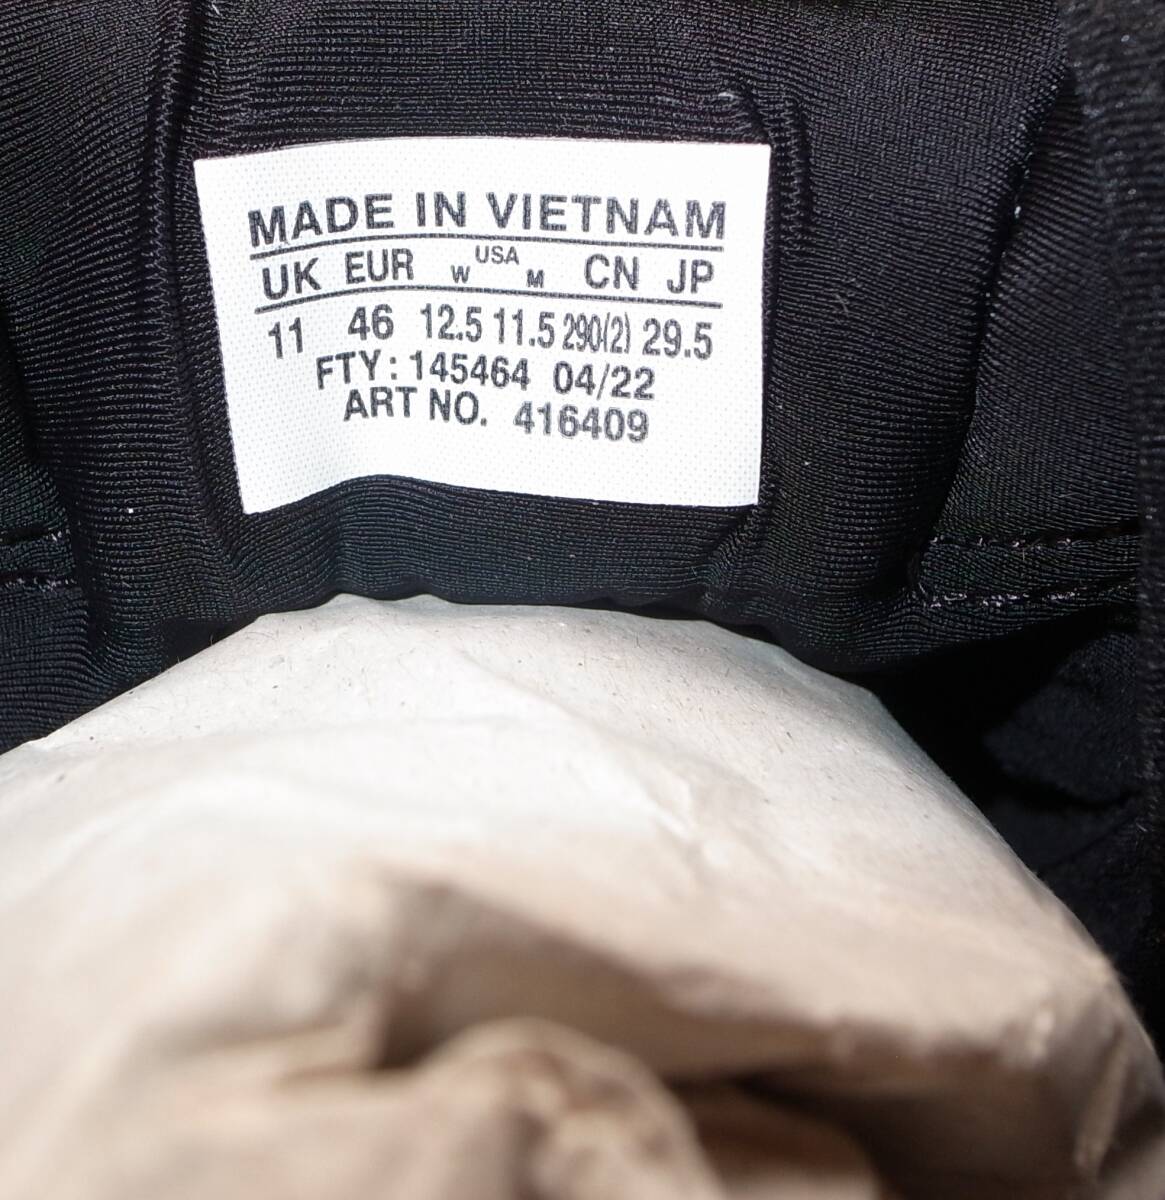 MADE IN VIETNAM
UK EUR W USA M CN JP
11 46 12.5 11.5 290(2) 29.5
FTY: 145464 04/22
ART NO. 416409